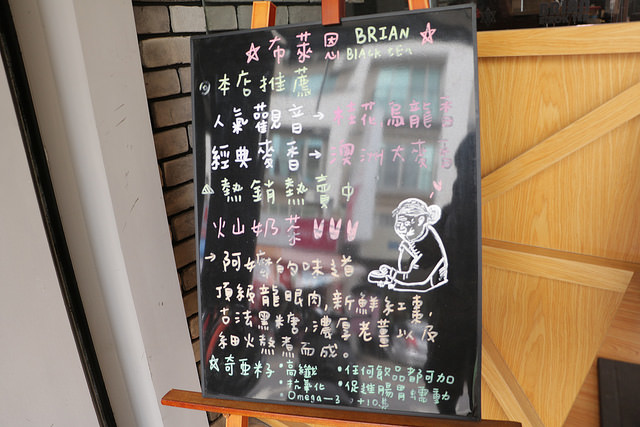 ☆布萊恩 BRIAN☆
BLACK tea
本店推薦
人氣觀音→桂花烏龍香
經典麥香→澳洲大麥香
熱銷熱賣中
火山奶茶
→阿嬤的味道
頂級龍眼肉,新鮮紅棗,
古法黑糖,濃厚老薑以及
細火熬煮而成。
☆奇亞籽·高纖
·抗氧化
·Omega-3
·任何飲品都可加
·促進腸胃蠕動
+10元